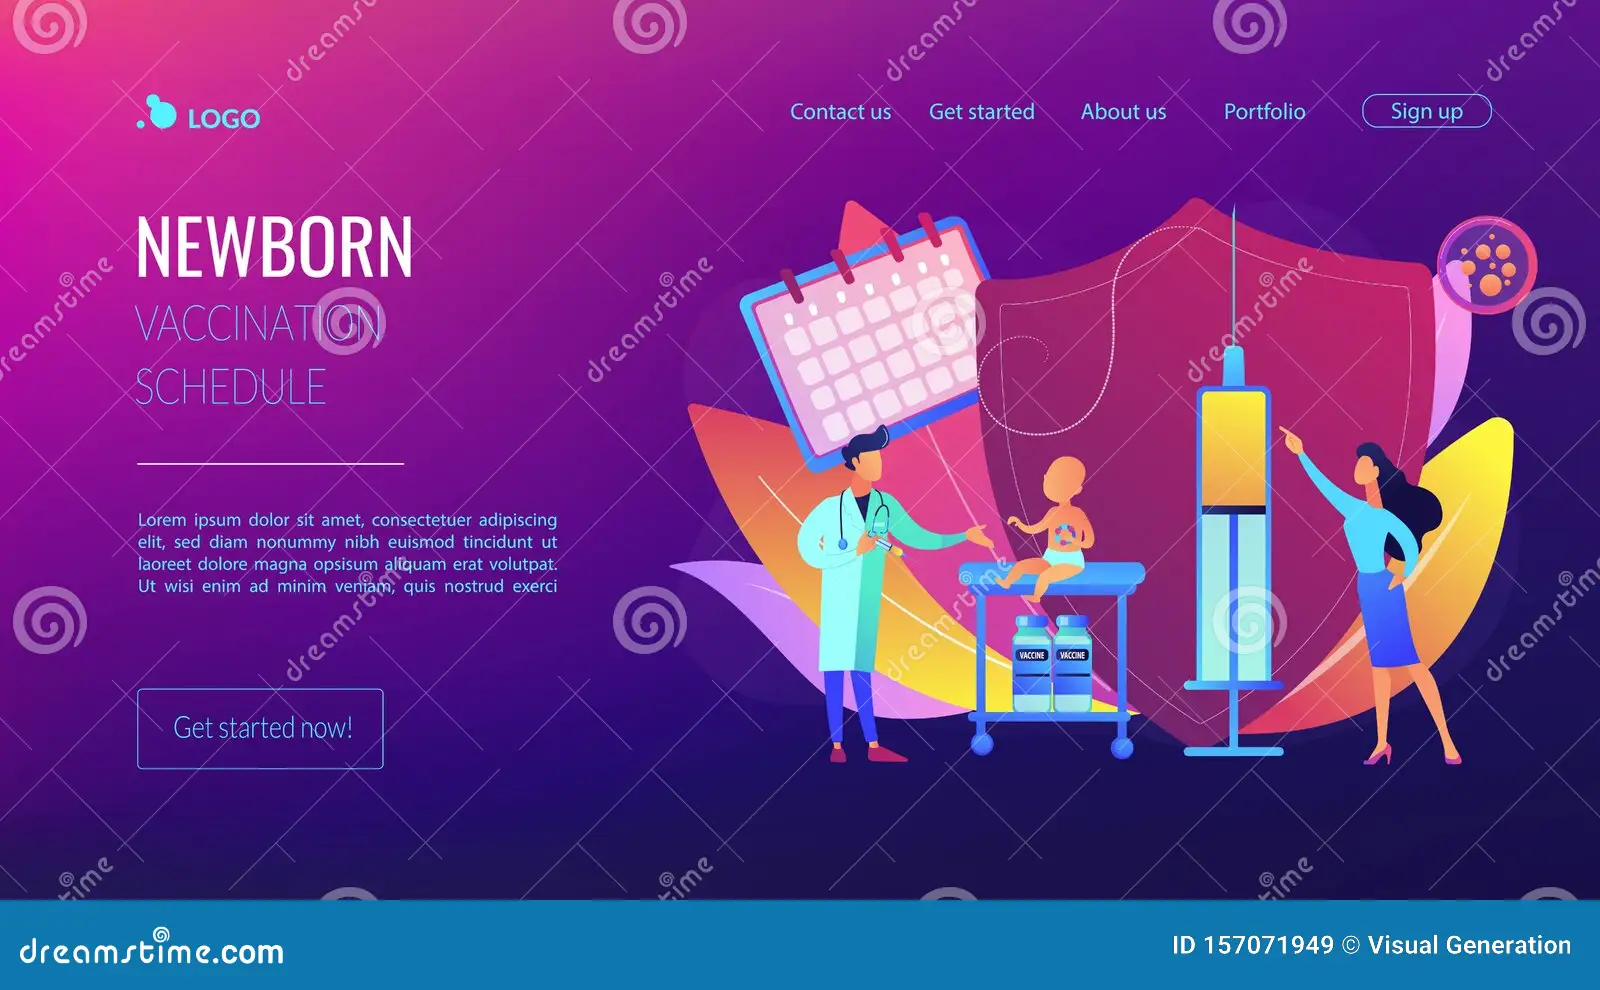 LOGO
Contact us
Get started
About us
Portfolio
Sign up
NEWBORN
VACCINATION
SCHEDULE
Lorem ipsum dolor sit amet, consectetuer adipiscing
elit, sed diam nonummy nibh euismod tincidunt ut
laoreet dolore magna opsium aliquam erat volutpat.
Ut wisi enim ad minim veniam, quis nostrud exerci
Get started now!
VACCINE
VACCINE
dreamstime.com
ID 157071949 © Visual Generation